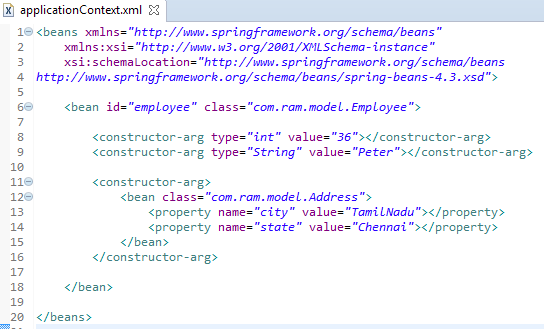 applicationContext.xml
1 <beans xmlns="http://www.springframework.org/schema/beans"
2     xmlns:xsi="http://www.w3.org/2001/XMLSchema-instance"
3     xsi:schemaLocation="http://www.springframework.org/schema/beans
4 http://www.springframework.org/schema/beans/spring-beans-4.3.xsd">
5
6     <bean id="employee" class="com.ram.model.Employee">
7
8         <constructor-arg type="int" value="36"></constructor-arg>
9         <constructor-arg type="String" value="Peter"></constructor-arg>
10
11         <constructor-arg>
12             <bean class="com.ram.model.Address">
13                 <property name="city" value="TamilNadu"></property>
14                 <property name="state" value="Chennai"></property>
15             </bean>
16         </constructor-arg>
17
18     </bean>
19
20 </beans>